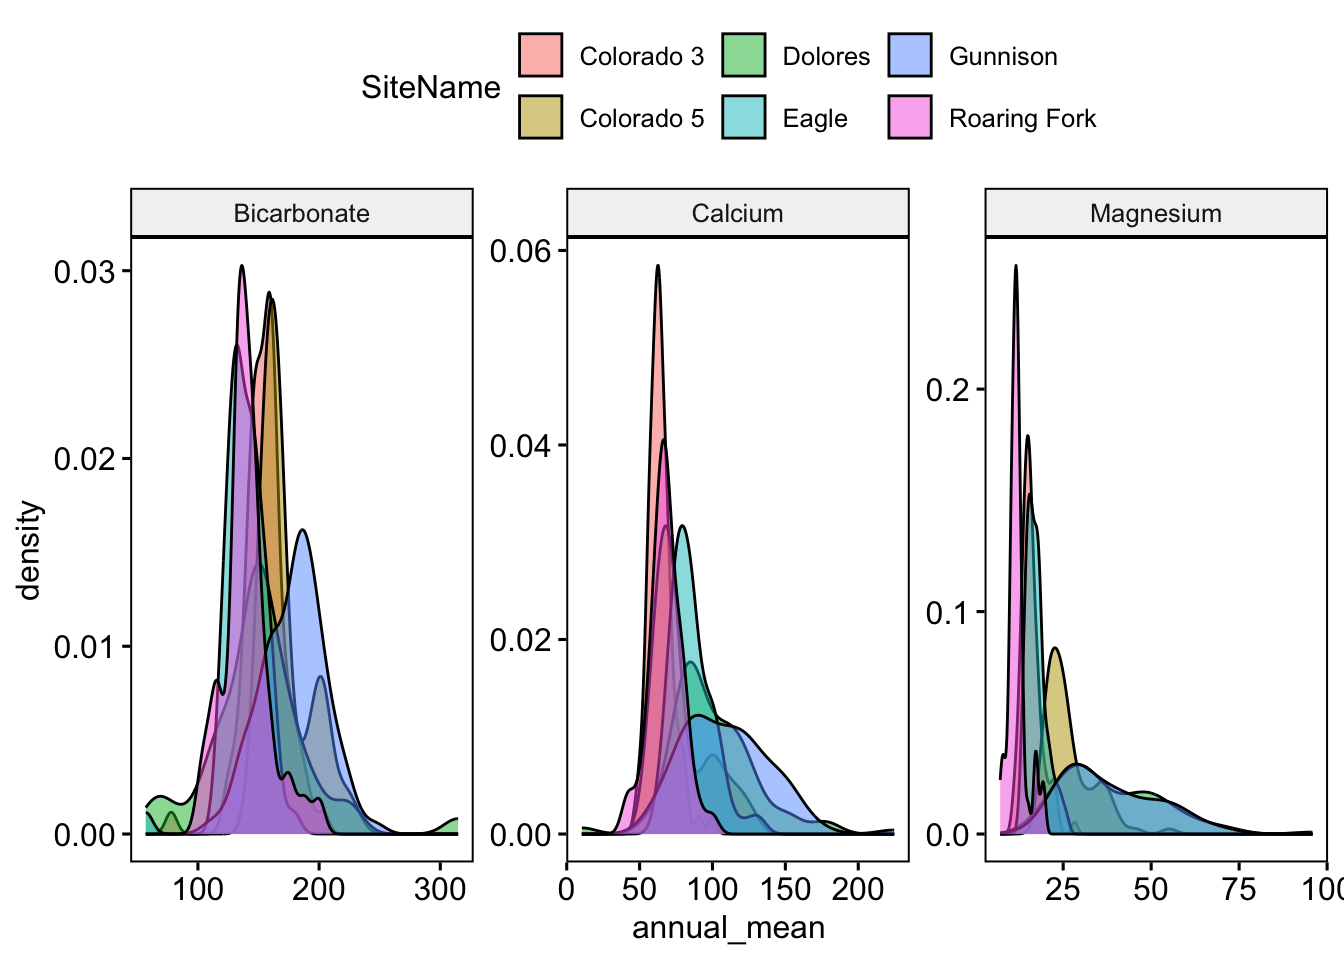 SiteName
Colorado 3 Dolores Gunnison
Colorado 5 Eagle Roaring Fork
Bicarbonate Calcium Magnesium
density
0.03
0.02
0.01
0.00
100 200 300
0.06
0.04
0.02
0.00
0 50 100 150 200
0.2
0.1
0.0
25 50 75 100
annual_mean